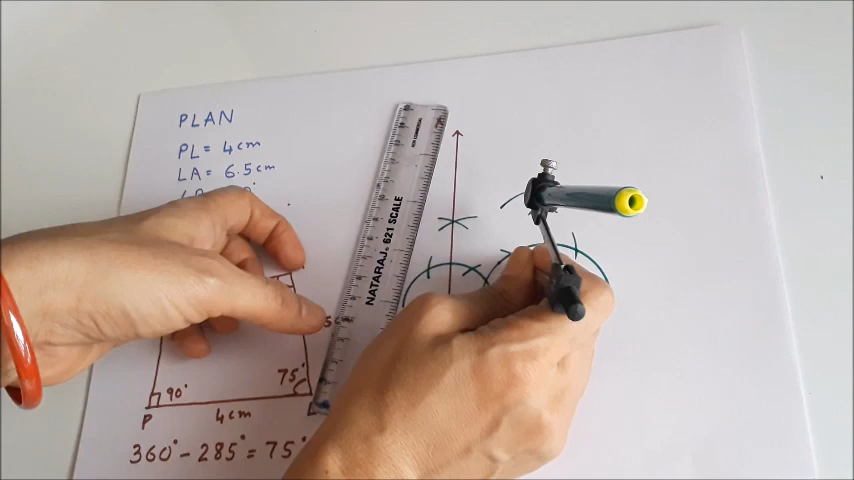 PLAN
PL = 4cm
LA = 6.5cm
NATARAJ 621 SCALE
75°
90°
P
4cm
360° - 285° = 75°